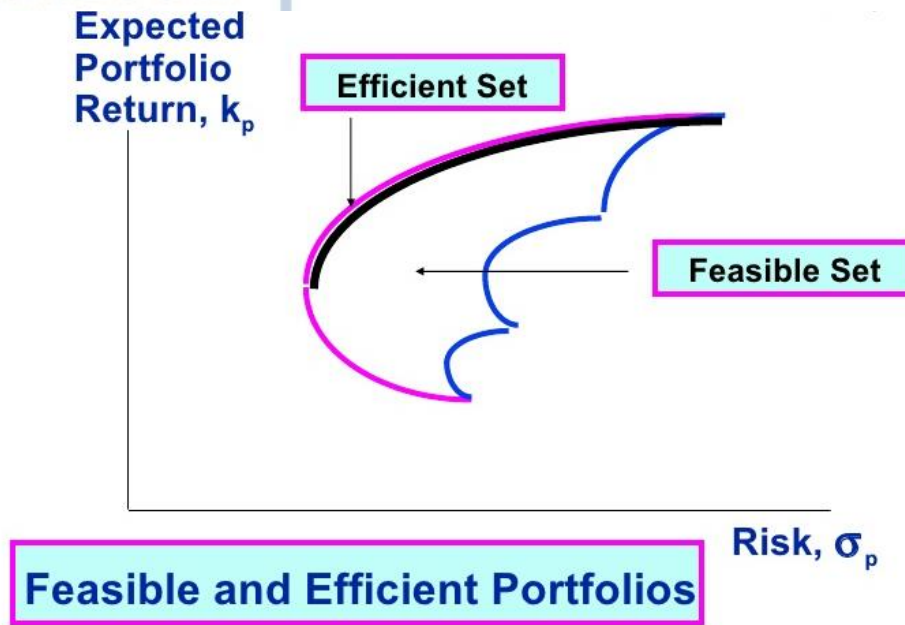 Expected
Portfolio
Return, kₚ
Efficient Set
Feasible Set
Risk, σₚ
Feasible and Efficient Portfolios